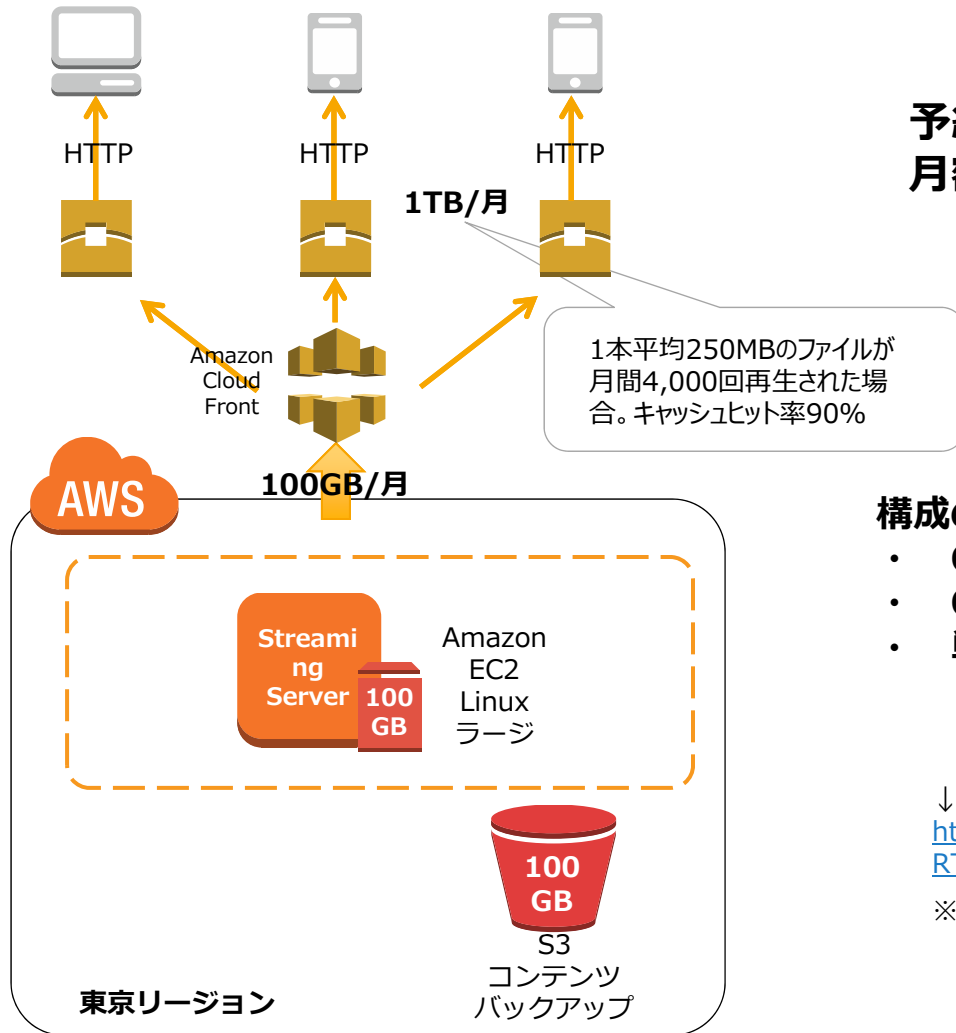 HTTP
HTTP
HTTP
1TB/月
1本平均250MBのファイルが
月間4,000回再生された場
合。キャッシュヒット率90%
Amazon
Cloud
Front
100GB/月
AWS
Streami
ng
Server
100
GB
Amazon
EC2
Linux
ラージ
100
GB
S3
コンテンツ
バックアップ
東京リージョン
月
構成
・
・
・
↓
ht
※